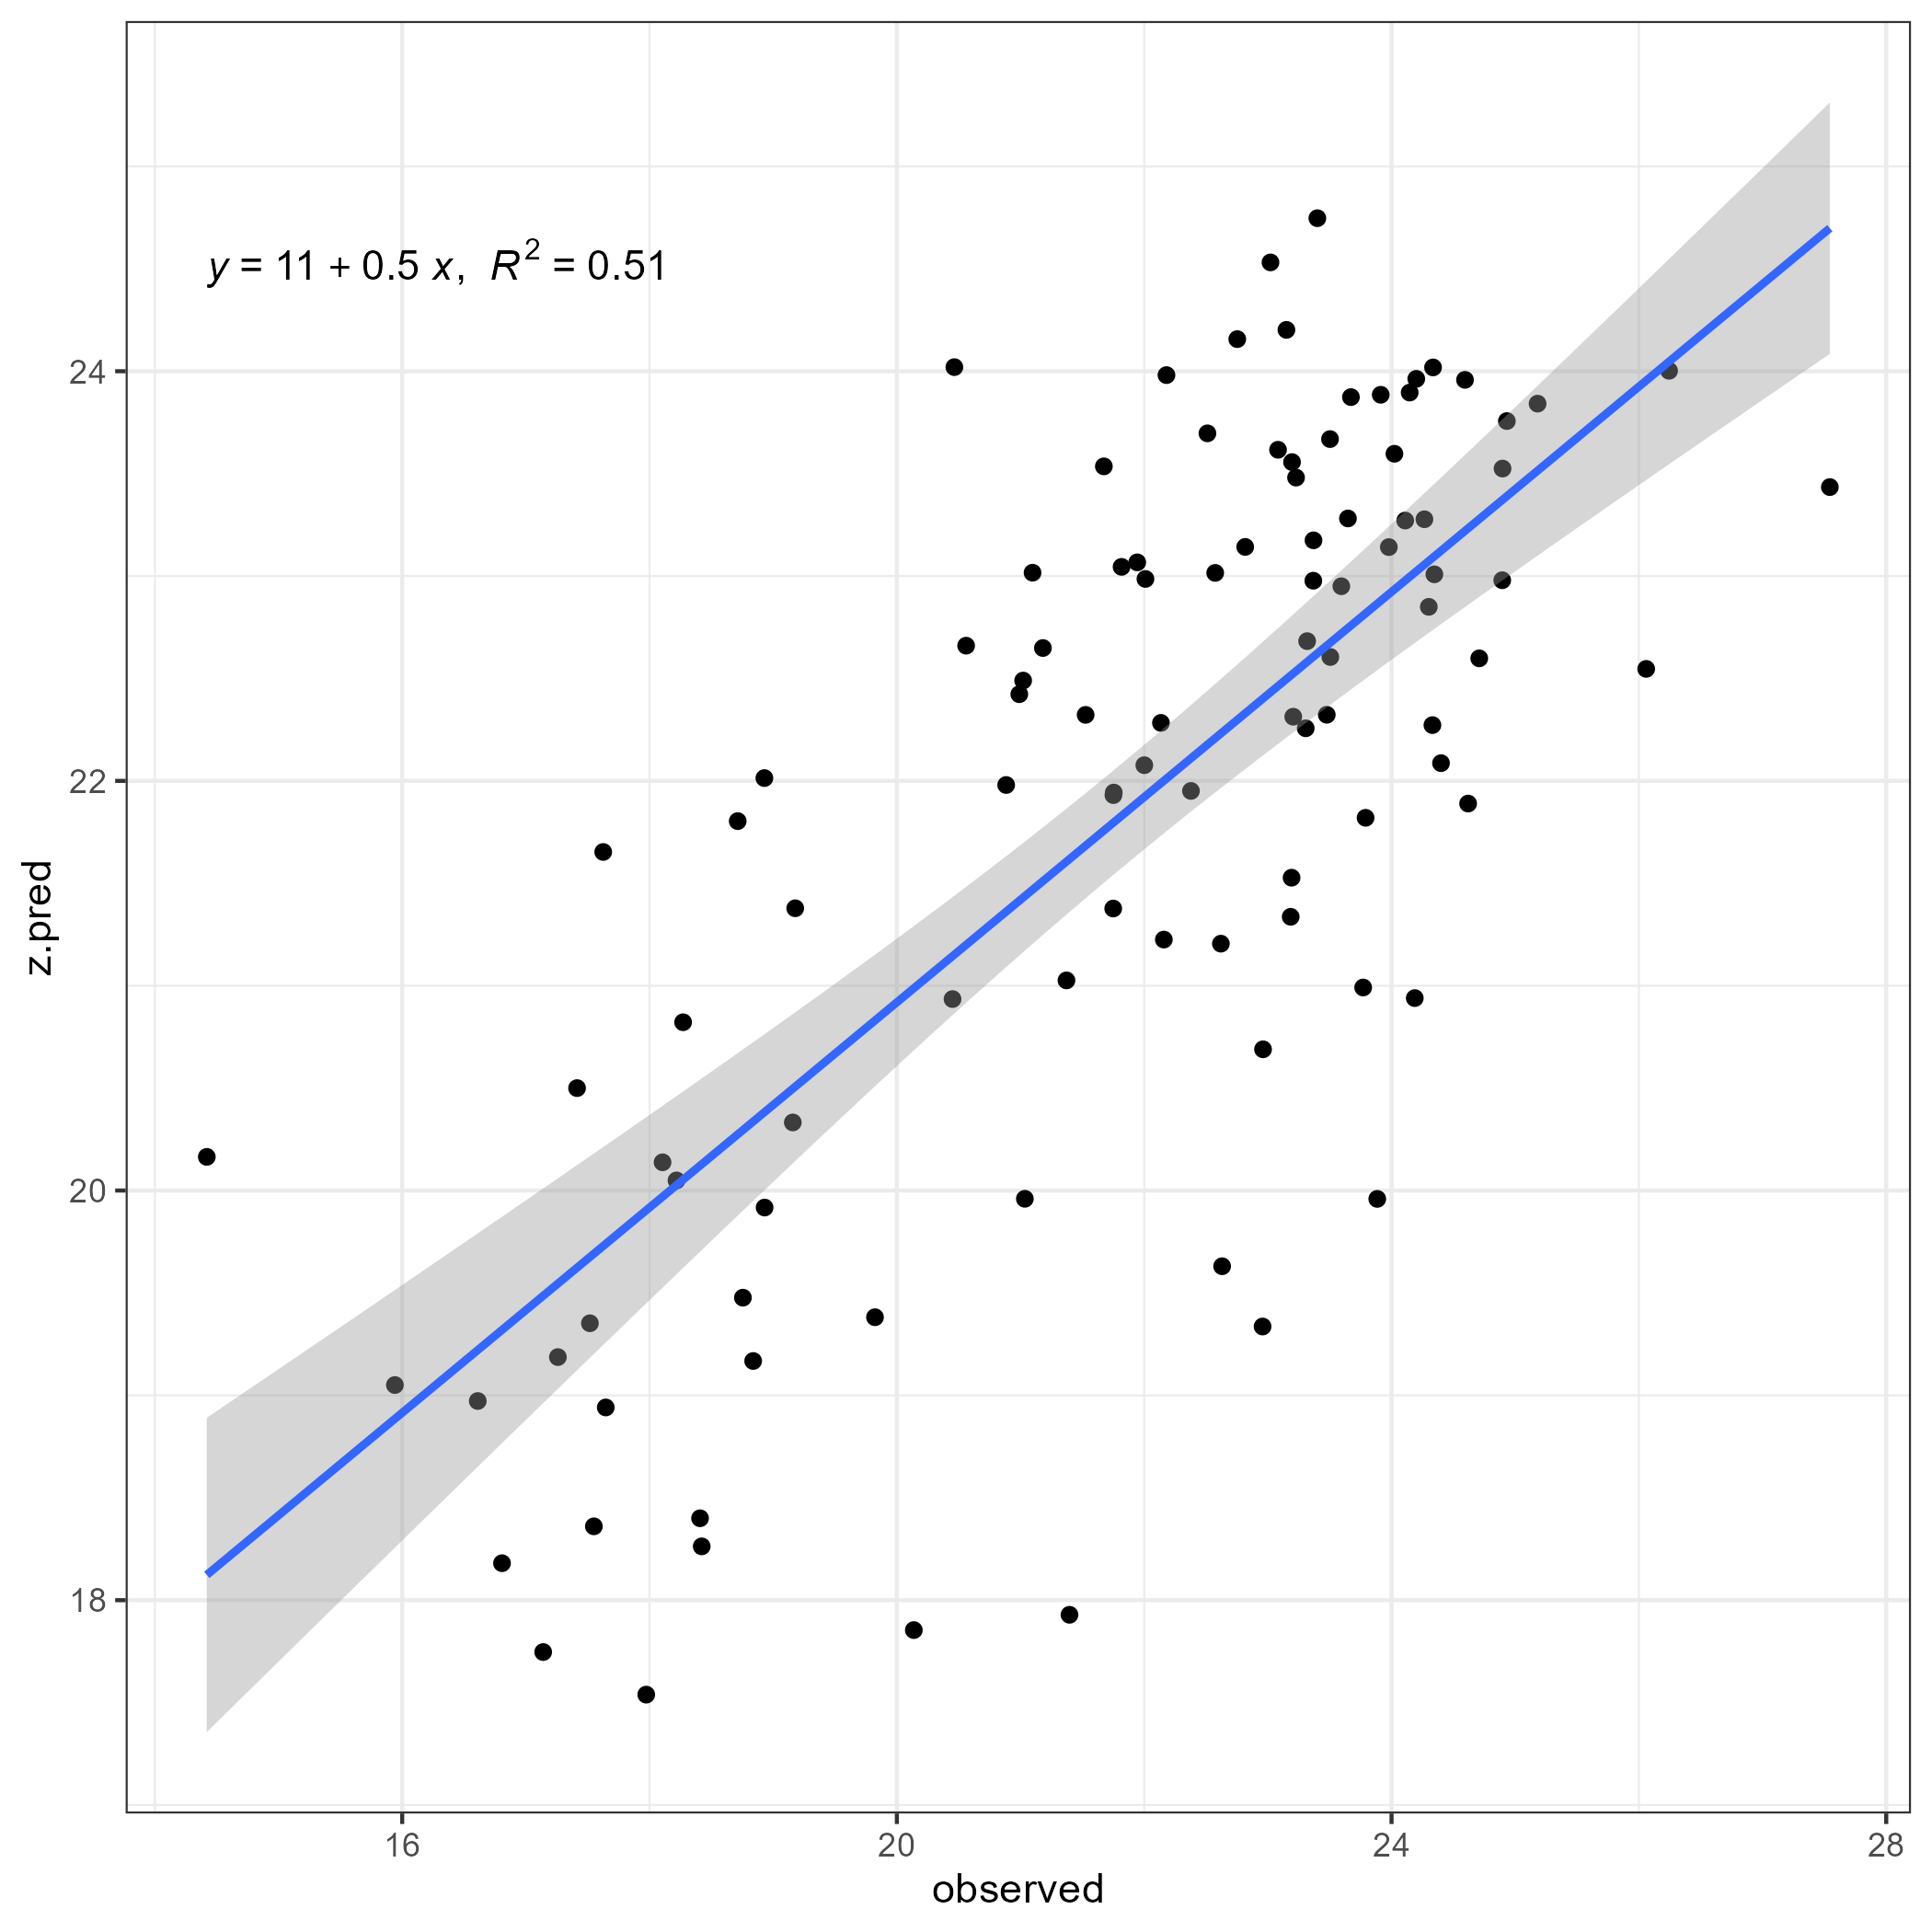 y = 11 + 0.5 x, R² = 0.51
24
22
20
18
z.pred
16 20 24 28
observed